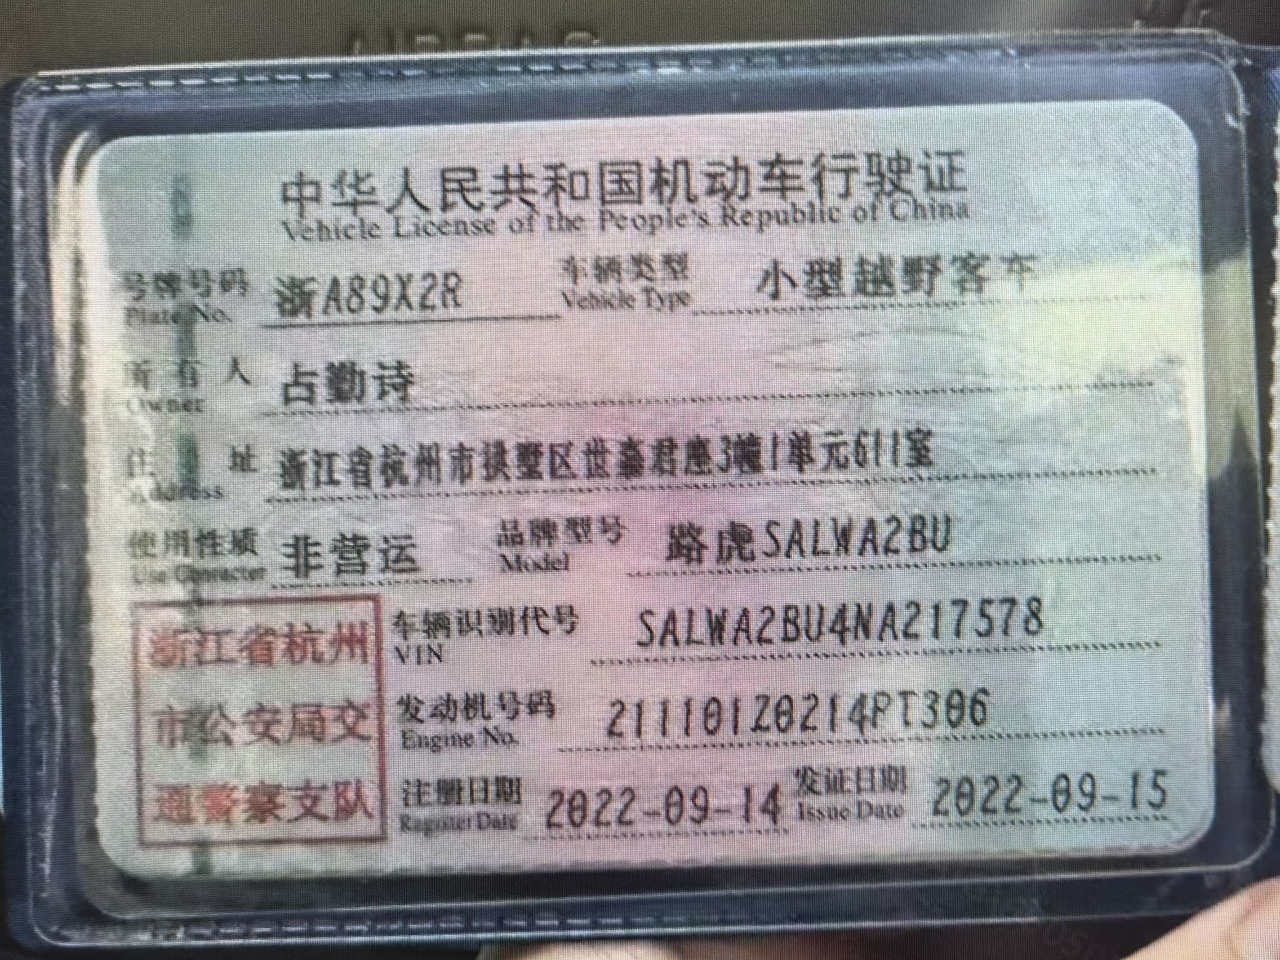 中华人民共和国机动车行驶证
Vehicle License of the People's Republic of China
号牌号码 浙A89X2R 车辆类型 小型越野客车
Plate No. Vehicle Type
所有人 占勤诗
Owner
住址 浙江省杭州市拱墅区世嘉君座3幢1单元611室
Address
使用性质 非营运 品牌型号 路虎SALWA2BU
Use Character Model
浙江省杭州 车辆识别代号 SALWA2BU4NA217578
VIN
市公安局交 发动机号码 2111012O214PT306
Engine No.
通警察支队 注册日期 2022-09-14 发证日期 2022-09-15
Register Date Issue Date